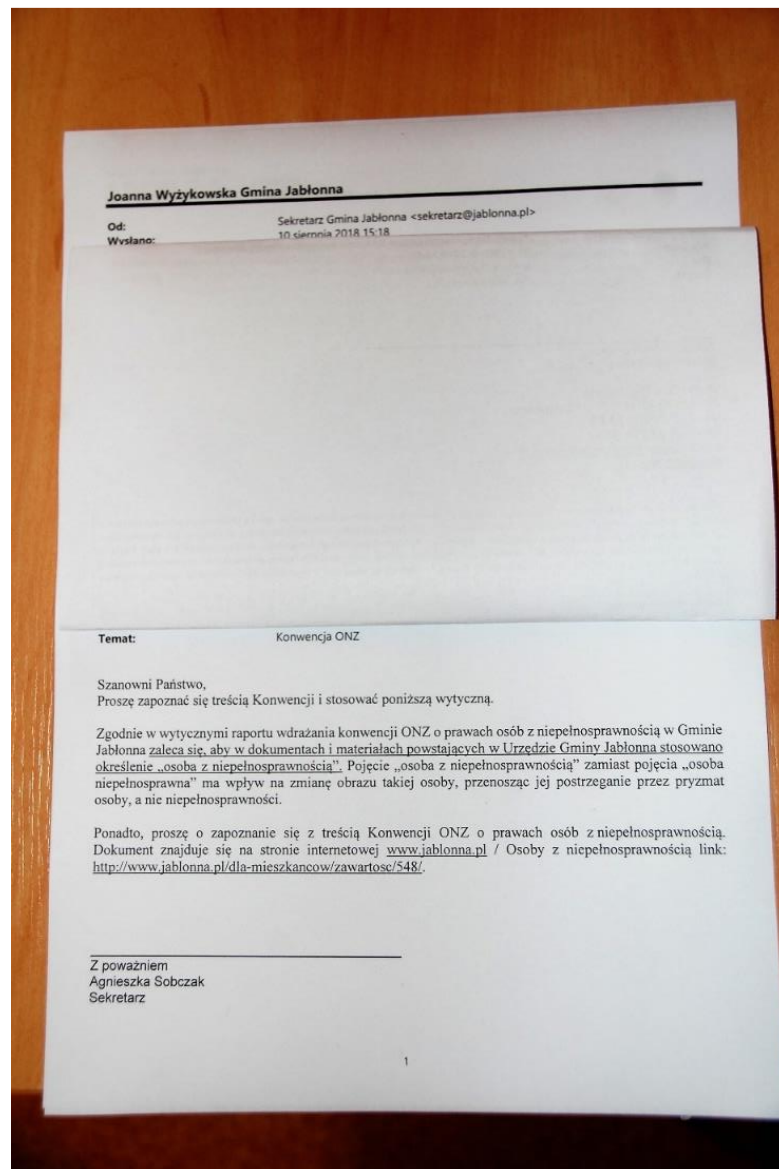 Joanna Wyżykowska Gmina Jabłonna
Od: Sekretarz Gmina Jabłonna <sekretarz@jablonna.pl>
Wysłano: 10 sierpnia 2018 15:18
Temat: Konwencja ONZ
Szanowni Państwo,
Proszę zapoznać się treścią Konwencji i stosować poniższą wytyczną.
Zgodnie w wytycznymi raportu wdrażania konwencji ONZ o prawach osób z niepełnosprawnością w Gminie
Jabłonna zaleca się, aby w dokumentach i materiałach powstających w Urzędzie Gminy Jabłonna stosowano
określenie „osoba z niepełnosprawnością”. Pojęcie „osoba z niepełnosprawnością” zamiast pojęcia „osoba
niepełnosprawna” ma wpływ na zmianę obrazu takiej osoby, przenosząc jej postrzeganie przez pryzmat
osoby, a nie niepełnosprawności.
Ponadto, proszę o zapoznanie się z treścią Konwencji ONZ o prawach osób z niepełnosprawnością.
Dokument znajduje się na stronie internetowej www.jablonna.pl / Osoby z niepełnosprawnością link:
http://www.jablonna.pl/dla-mieszkancow/zawartosc/548/.
Z poważniem
Agnieszka Sobczak
Sekretarz
1